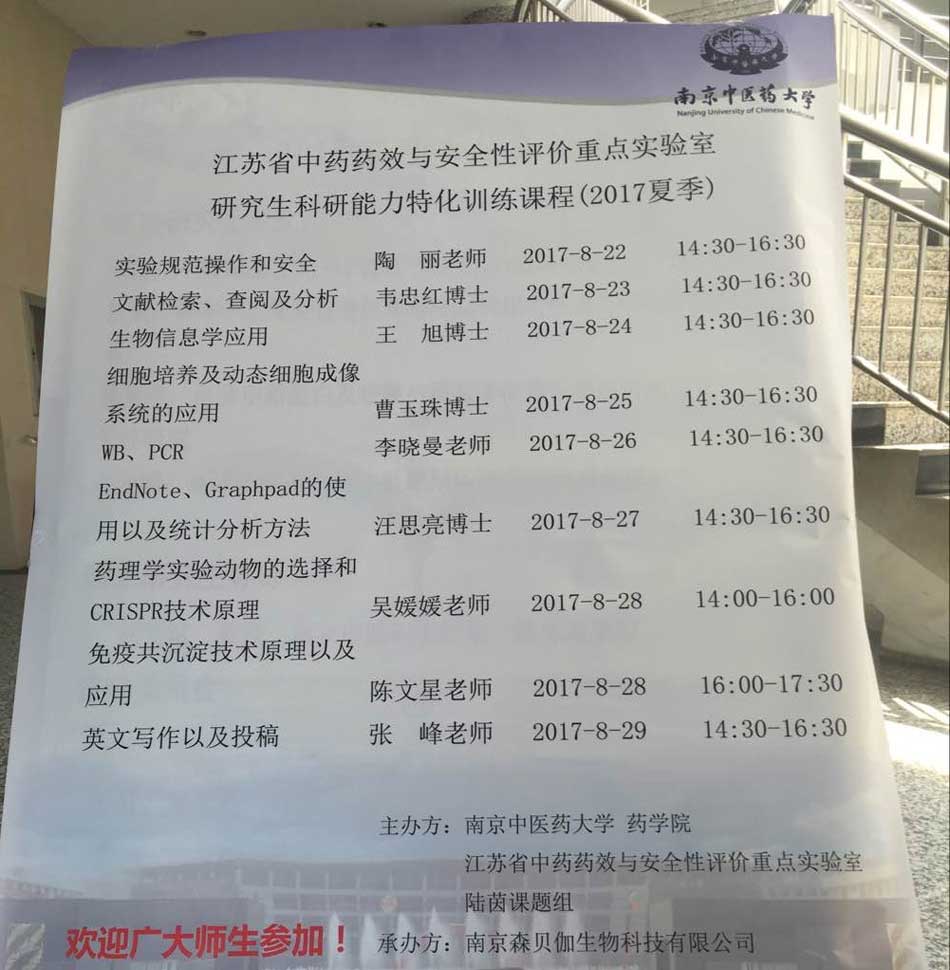 南京中医药大学
Nanjing University of Chinese Medicine
江苏省中药药效与安全性评价重点实验室
研究生科研能力特化训练课程(2017夏季)
实验规范操作和安全 陶 丽老师 2017-8-22 14:30-16:30
文献检索、查阅及分析 韦忠红博士 2017-8-23 14:30-16:30
生物信息学应用 王 旭博士 2017-8-24 14:30-16:30
细胞培养及动态细胞成像
系统的应用 曹玉珠博士 2017-8-25 14:30-16:30
WB、PCR 李晓曼老师 2017-8-26 14:30-16:30
EndNote、Graphpad的使
用以及统计分析方法 汪思亮博士 2017-8-27 14:30-16:30
药理学实验动物的选择和
CRISPR技术原理 吴媛媛老师 2017-8-28 14:00-16:00
免疫共沉淀技术原理以及
应用 陈文星老师 2017-8-28 16:00-17:30
英文写作以及投稿 张 峰老师 2017-8-29 14:30-16:30
主办方：南京中医药大学 药学院
江苏省中药药效与安全性评价重点实验室
陆茵课题组
欢迎广大师生参加！ 承办方：南京森贝伽生物科技有限公司